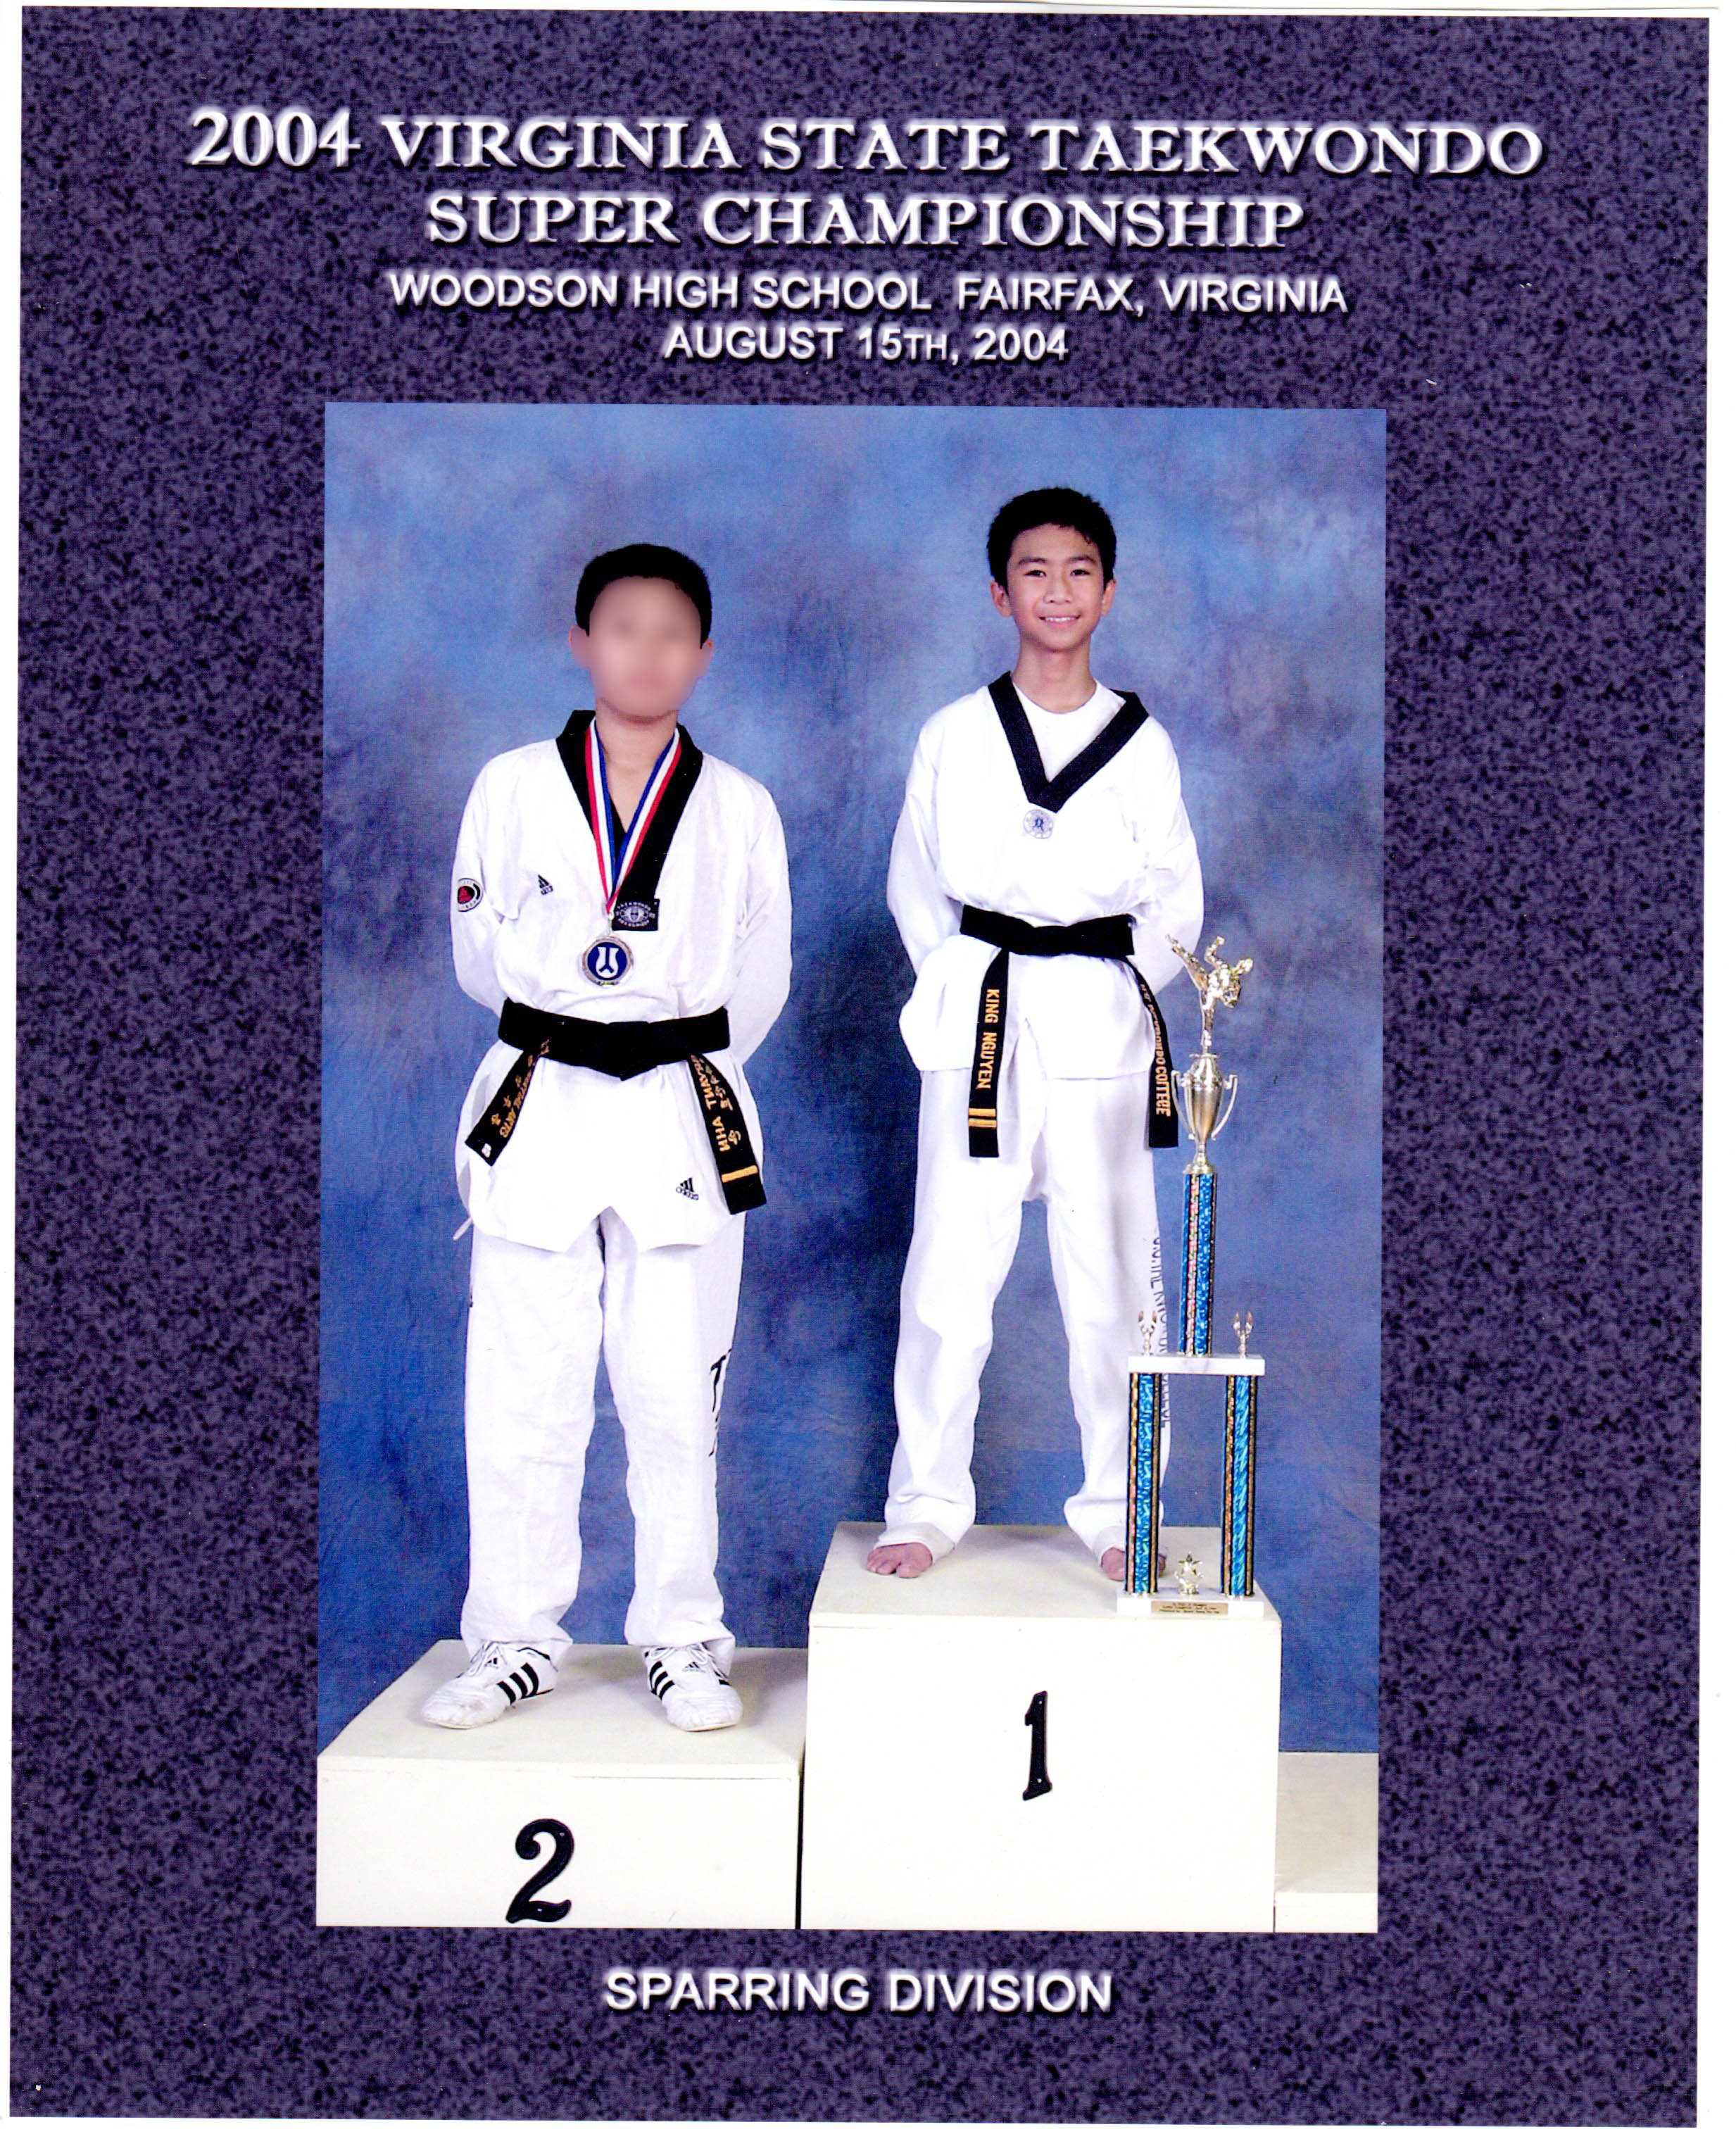 2004 VIRGINIA STATE TAEKWONDO
SUPER CHAMPIONSHIP
WOODSON HIGH SCHOOL FAIRFAX, VIRGINIA
AUGUST 15TH, 2004
KING NGUYEN
COLLEGE
2
1
SPARRING DIVISION